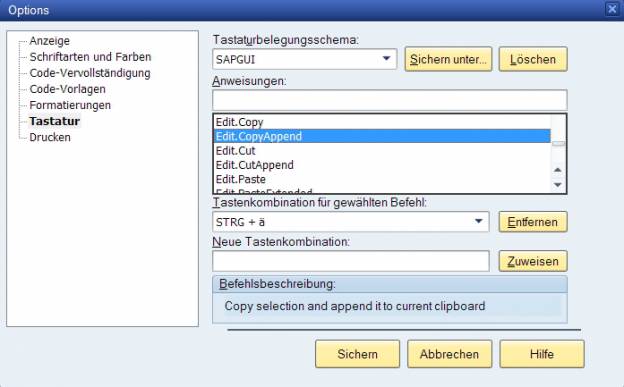 Options
Anzeige
Schriftarten und Farben
Code-Vervollständigung
Code-Vorlagen
Formatierungen
Tastatur
Drucken
Tastaturbelegungsschema:
SAPGUI
Sichern unter...
Löschen
Anweisungen:
Edit.Copy
Edit.CopyAppend
Edit.Cut
Edit.CutAppend
Edit.Paste
Edit.PasteExtended
Tastenkombination für gewählten Befehl:
STRG + ä
Entfernen
Neue Tastenkombination:
Zuweisen
Befehlsbeschreibung:
Copy selection and append it to current clipboard
Sichern
Abbrechen
Hilfe